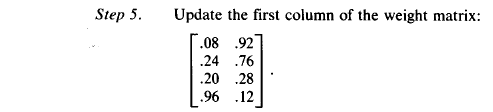 Step 5. Update the first column of the weight matrix:
.08 .92
.24 .76
.20 .28
.96 .12